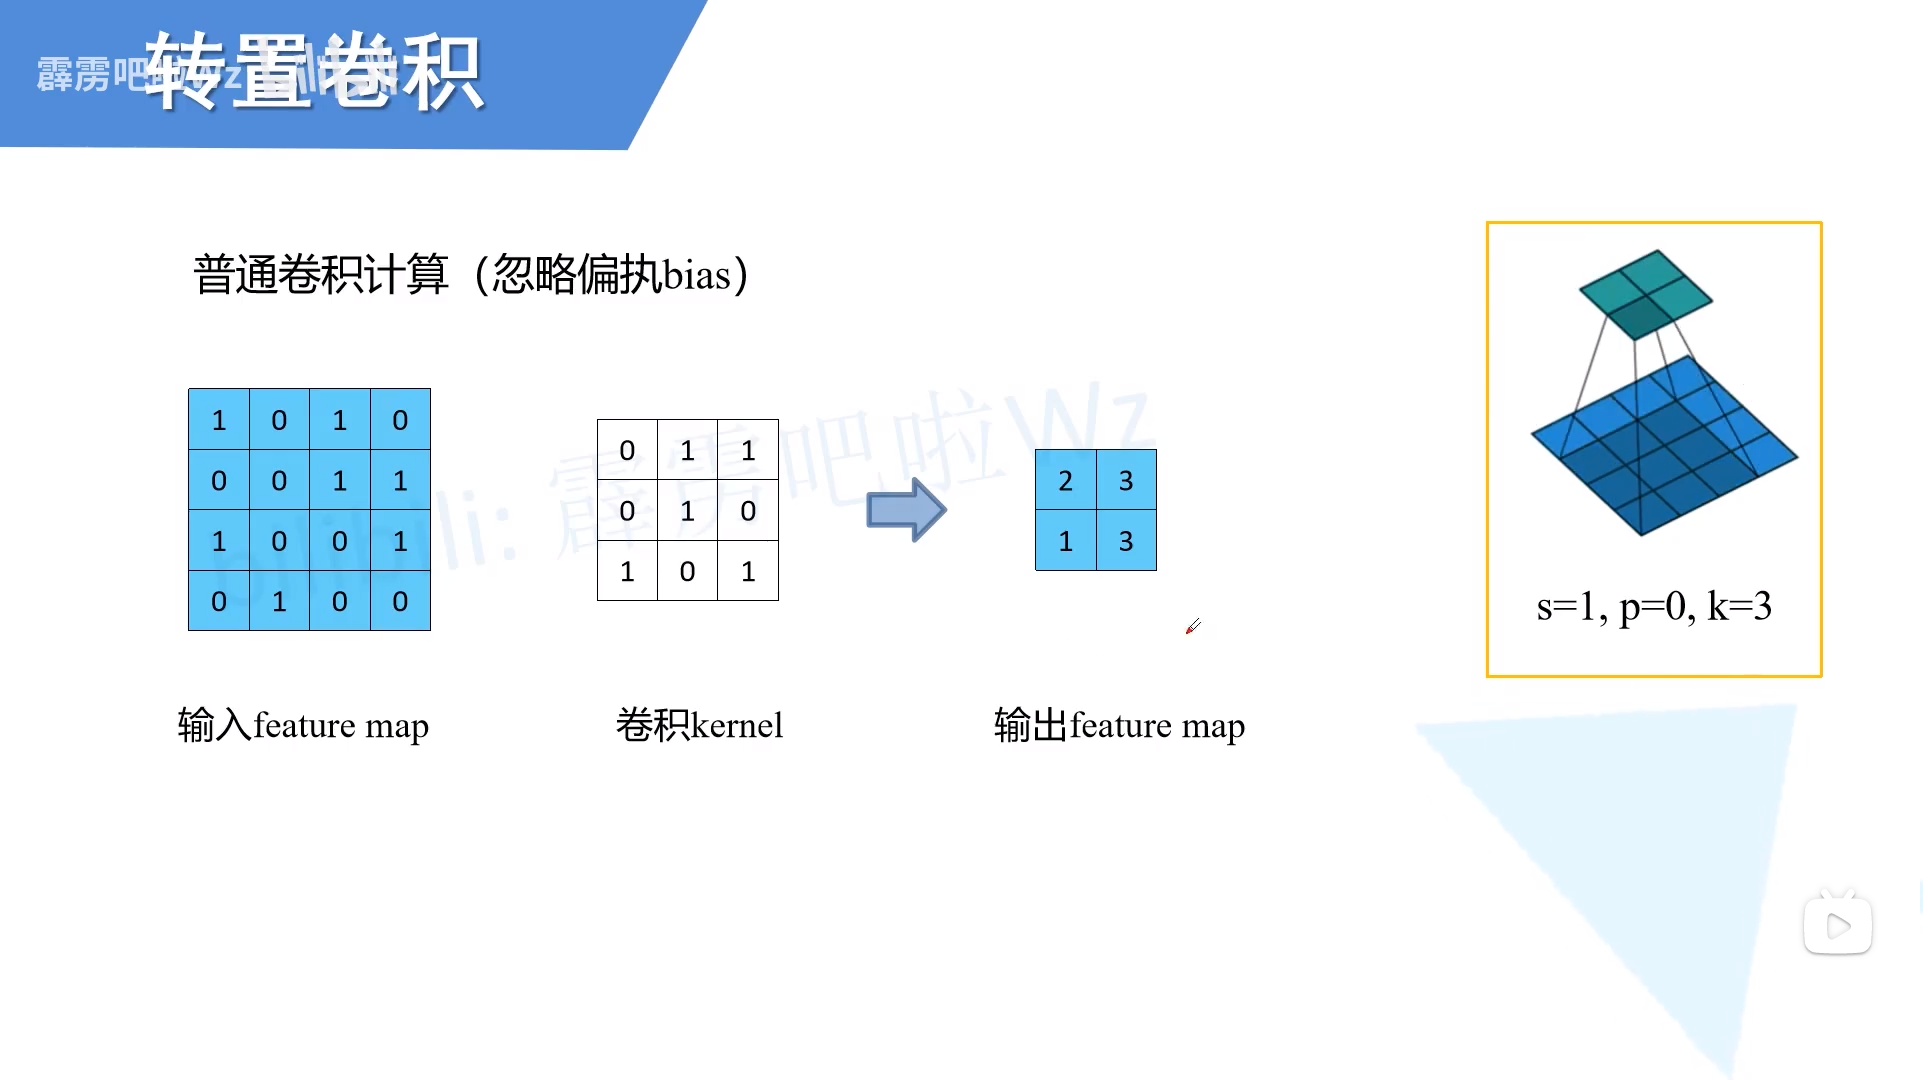 转置卷积
霹雳吧啦Wz
普通卷积计算（忽略偏执bias）
1 0 1 0
0 0 1 1
1 0 0 1
0 1 0 0
0 1 1
0 1 0
1 0 1
2 3
1 3
bilibili: 霹雳吧啦Wz
s=1, p=0, k=3
输入feature map
卷积kernel
输出feature map